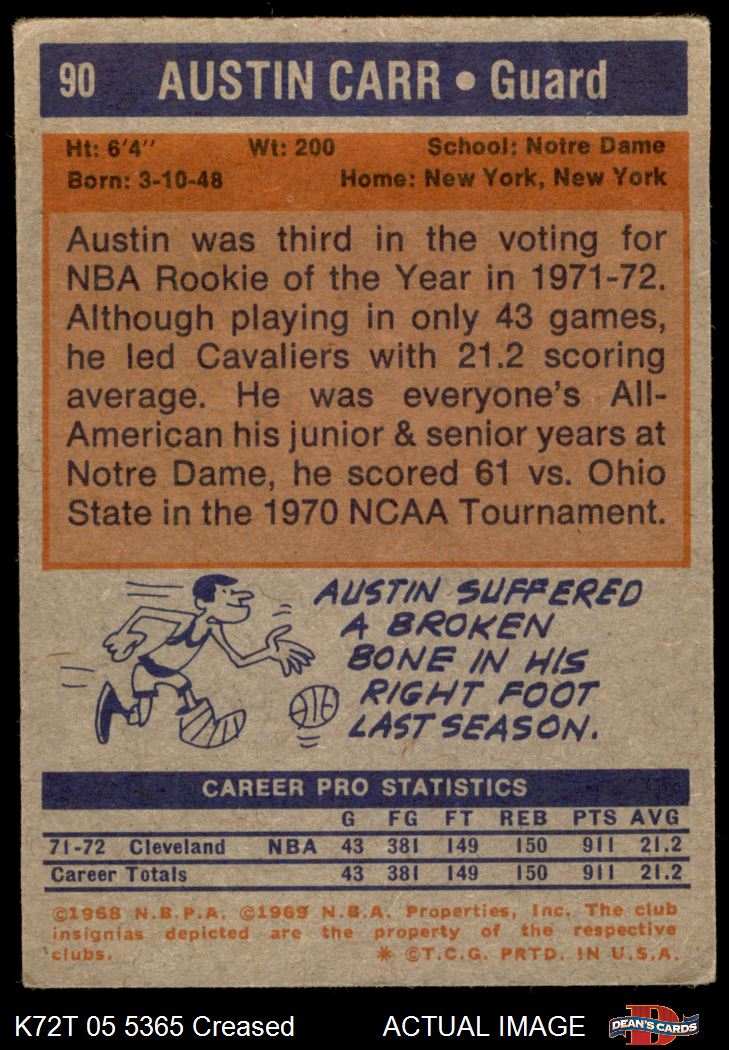 90 AUSTIN CARR • Guard
Ht: 6'4" Wt: 200 School: Notre Dame
Born: 3-10-48 Home: New York, New York
Austin was third in the voting for
NBA Rookie of the Year in 1971-72.
Although playing in only 43 games,
he led Cavaliers with 21.2 scoring
average. He was everyone's All-
American his junior & senior years at
Notre Dame, he scored 61 vs. Ohio
State in the 1970 NCAA Tournament.
AUSTIN SUFFERED
A BROKEN
BONE IN HIS
RIGHT FOOT
LAST SEASON.
CAREER PRO STATISTICS
G FG FT REB PTS AVG
71-72 Cleveland NBA 43 381 149 150 911 21.2
Career Totals 43 381 149 150 911 21.2
©1968 N.B.P.A. ©1969 N.B.A. Properties, Inc. The club
insignias depicted are the property of the respective
clubs. * ©T.C.G. PRTD. IN U.S.A.
K72T 05 5365 Creased ACTUAL IMAGE DEAN'S CARDS